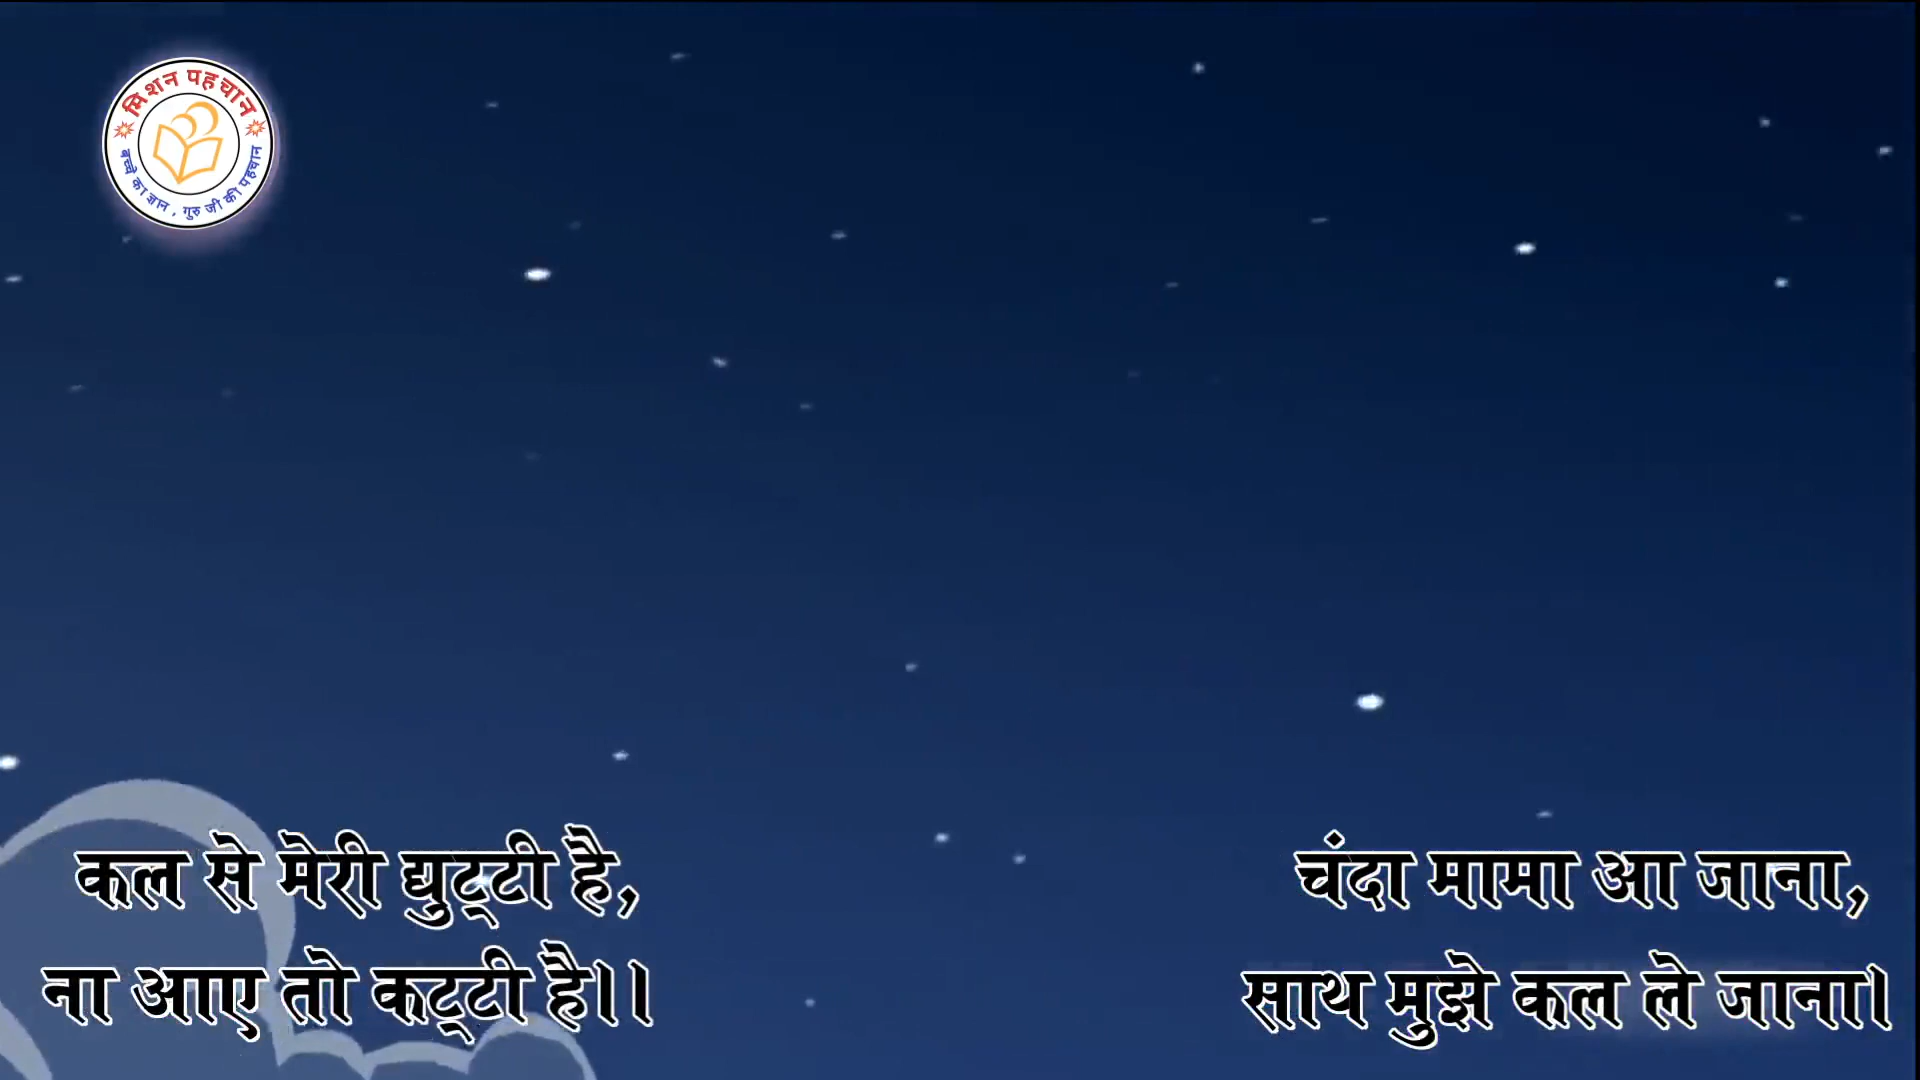 मिशन पहचान
बच्चे का ज्ञान , गुरु जी की पहचान
कल से मेरी द्युट्टी है,
ना आए तो कट्टी है।।
चंदा मामा आ जाना,
साथ मुझे कल ले जाना।